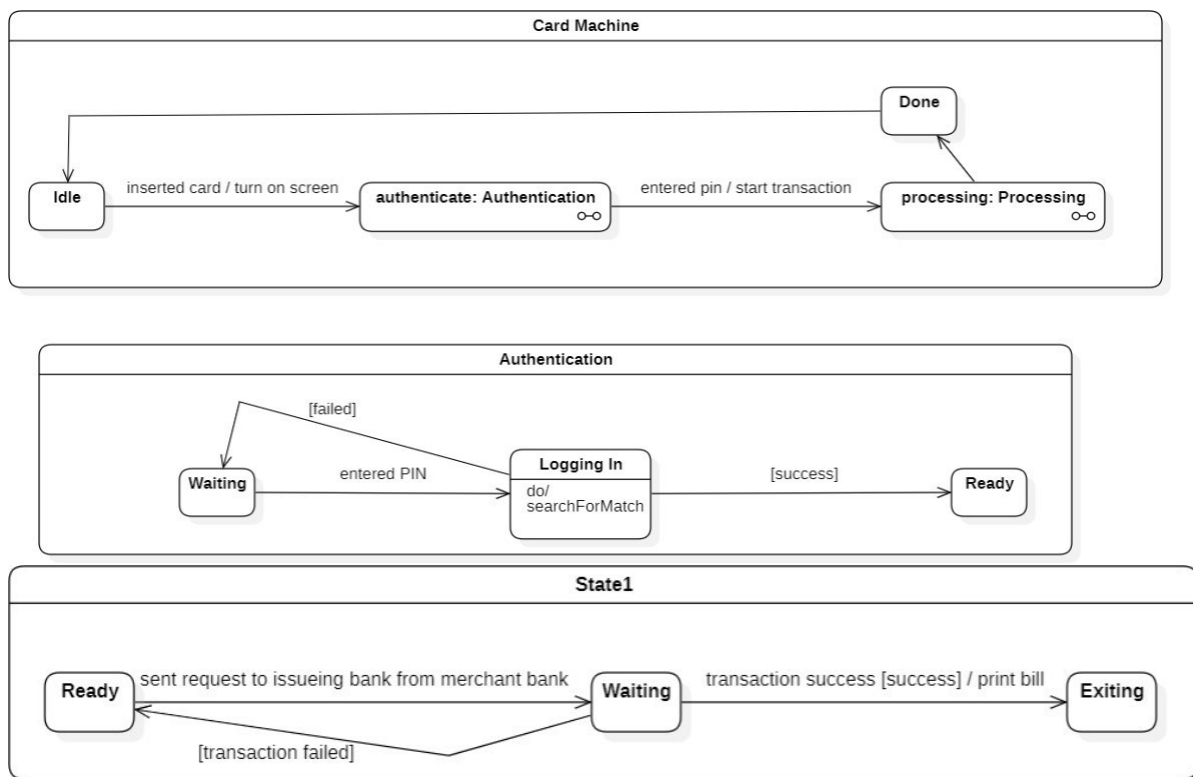 Card Machine
Done
Idle
inserted card / turn on screen
authenticate: Authentication
entered pin / start transaction
processing: Processing
Authentication
[failed]
Waiting
entered PIN
Logging In
do/
searchForMatch
[success]
Ready
State1
Ready
sent request to issueing bank from merchant bank
Waiting
transaction success [success] / print bill
Exiting
[transaction failed]